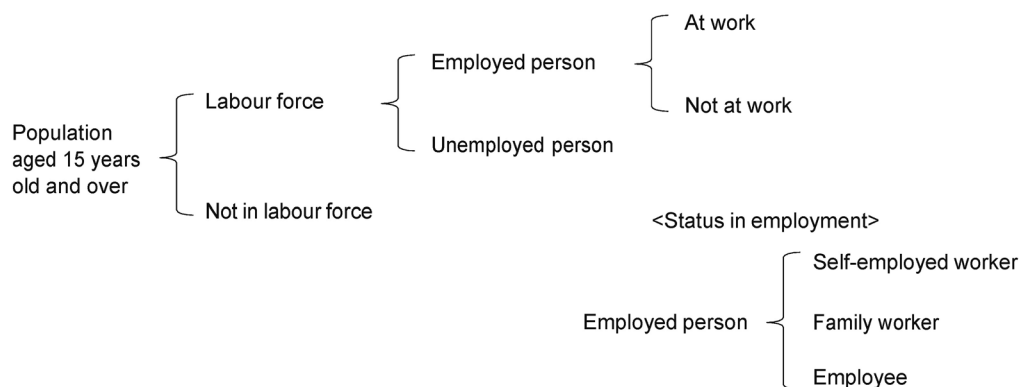 At work
Employed person
Labour force
Not at work
Population
aged 15 years
old and over
Unemployed person
Not in labour force
<Status in employment>
Self-employed worker
Employed person
Family worker
Employee